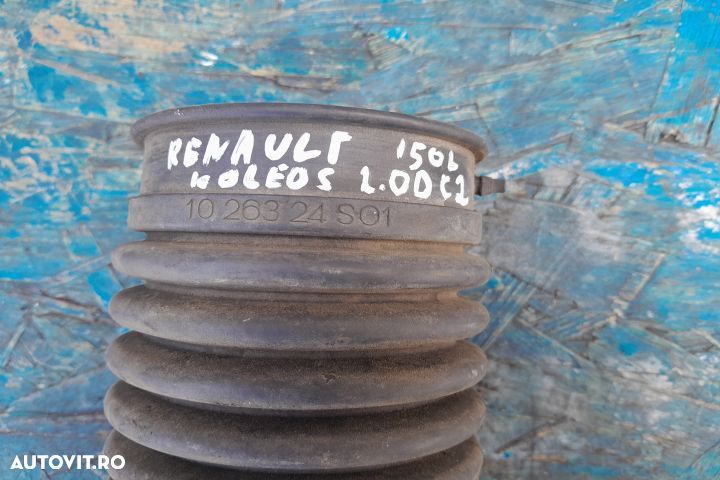 RENAULT 150L
KOLEOS 2.0DCI
10 263 24 S01
AUTOVIT.RO